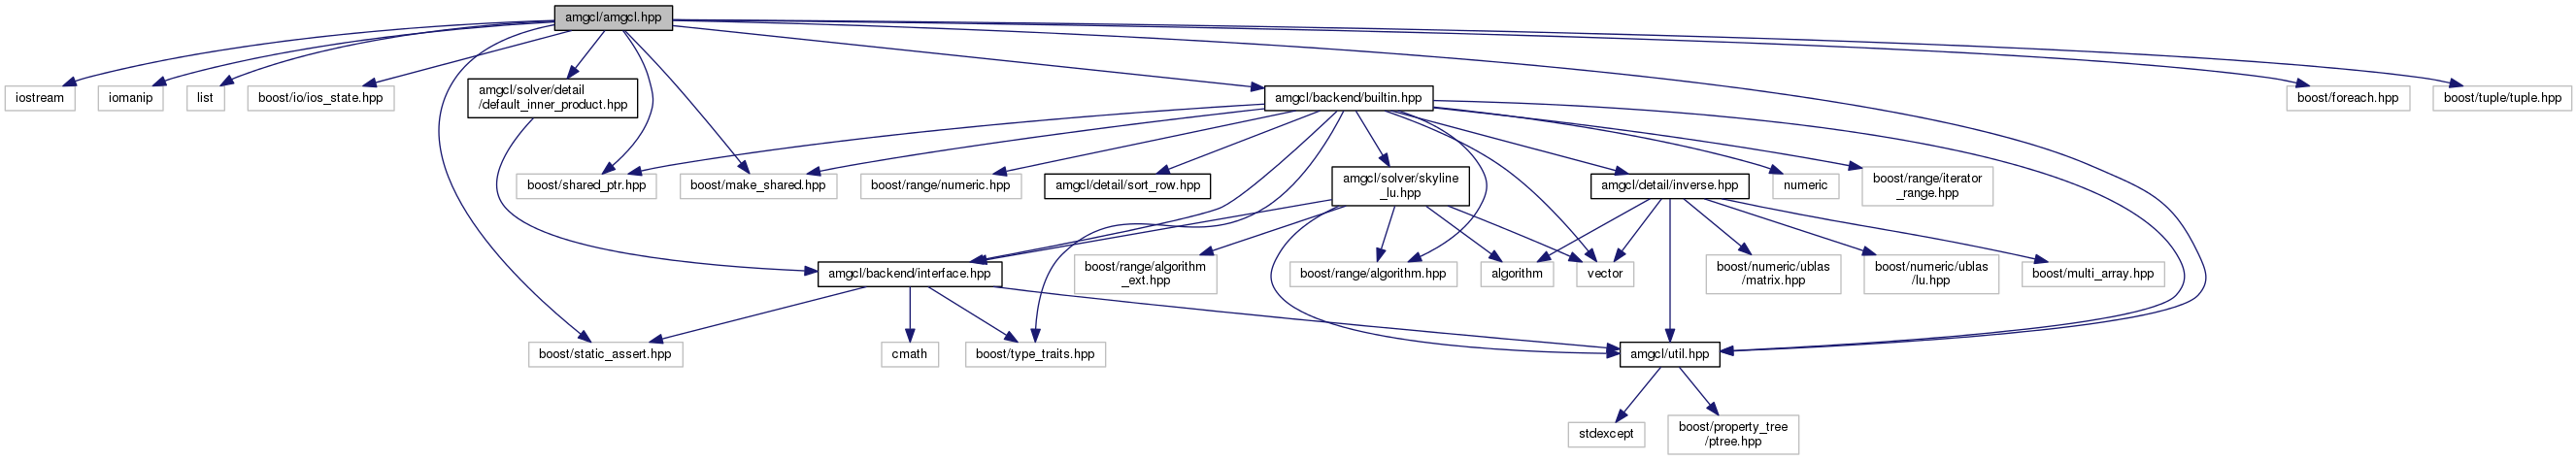 amgcl/amgcl.hpp
iostream
iomanip
list
boost/io/ios_state.hpp
amgcl/solver/detail
/default_inner_product.hpp
amgcl/backend/builtin.hpp
boost/foreach.hpp
boost/tuple/tuple.hpp
boost/shared_ptr.hpp
boost/make_shared.hpp
boost/range/numeric.hpp
amgcl/detail/sort_row.hpp
amgcl/solver/skyline
_lu.hpp
amgcl/detail/inverse.hpp
numeric
boost/range/iterator
_range.hpp
amgcl/backend/interface.hpp
boost/range/algorithm
_ext.hpp
boost/range/algorithm.hpp
algorithm
vector
boost/numeric/ublas
/matrix.hpp
boost/numeric/ublas
/lu.hpp
boost/multi_array.hpp
boost/static_assert.hpp
cmath
boost/type_traits.hpp
amgcl/util.hpp
stdexcept
boost/property_tree
/ptree.hpp